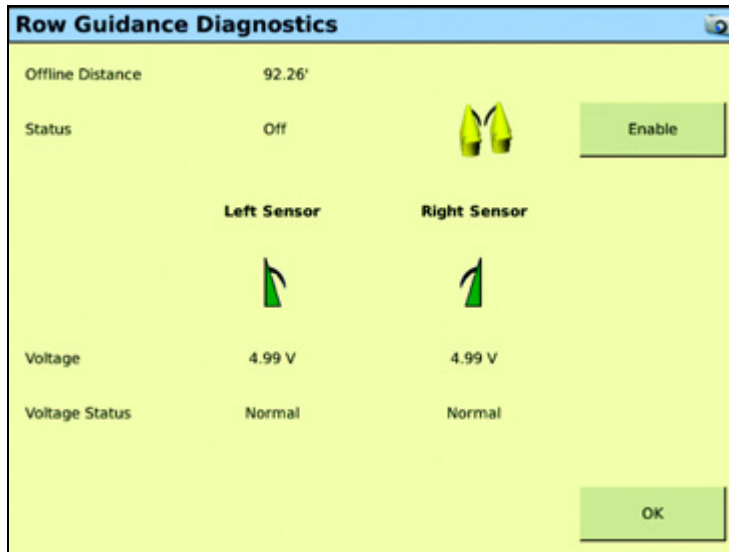 Row Guidance Diagnostics
Offline Distance 92.26'
Status Off Enable
Left Sensor Right Sensor
Voltage 4.99 V 4.99 V
Voltage Status Normal Normal
OK